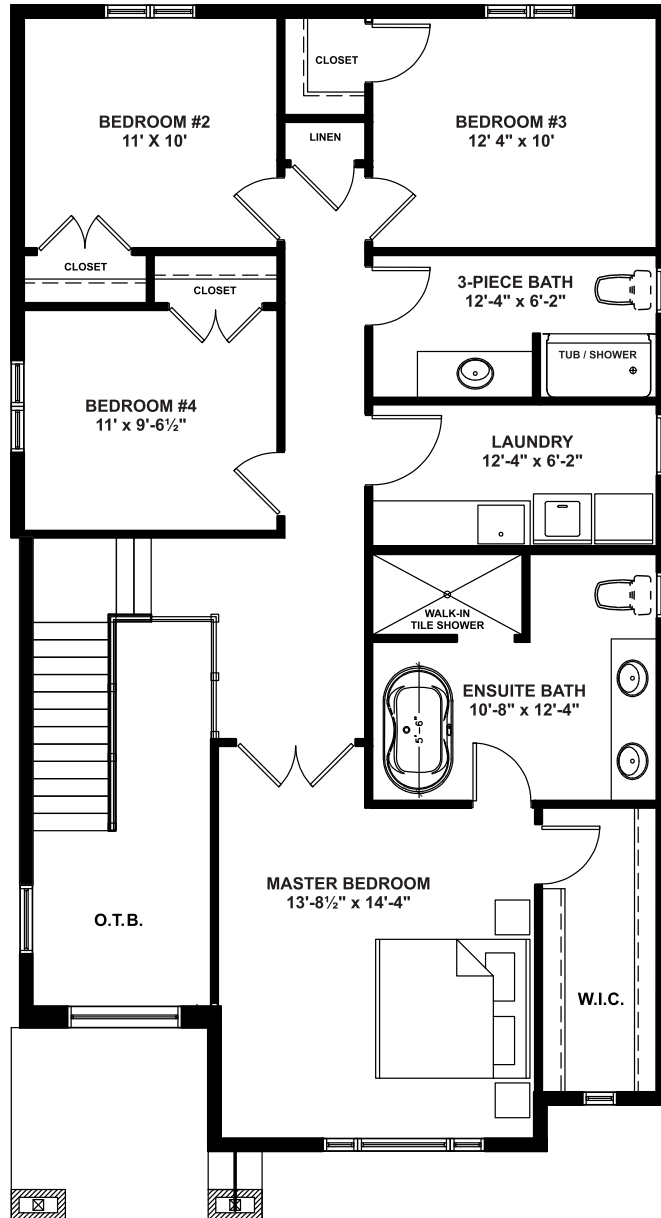 CLOSET
BEDROOM #2
11' X 10'
BEDROOM #3
12' 4" x 10'
LINEN
CLOSET
CLOSET
3-PIECE BATH
12'-4" x 6'-2"
TUB / SHOWER
BEDROOM #4
11' x 9'-6½"
LAUNDRY
12'-4" x 6'-2"
WALK-IN
TILE SHOWER
ENSUITE BATH
10'-8" x 12'-4"
5'-6"
MASTER BEDROOM
13'-8½" x 14'-4"
O.T.B.
W.I.C.